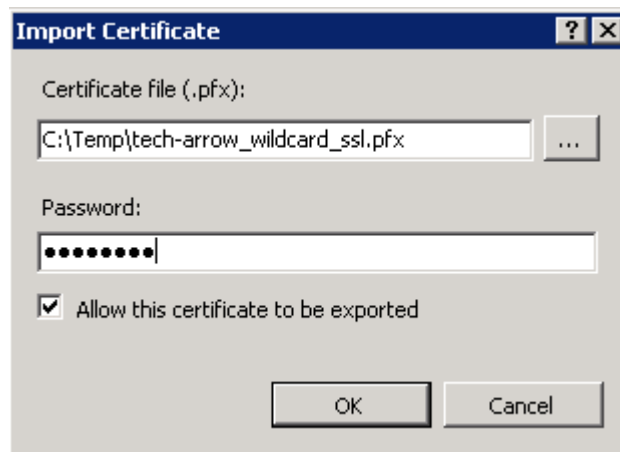 Import Certificate
Certificate file (.pfx):
C:\Temp\tech-arrow_wildcard_ssl.pfx
...
Password:
●●●●●●●●
Allow this certificate to be exported
OK Cancel